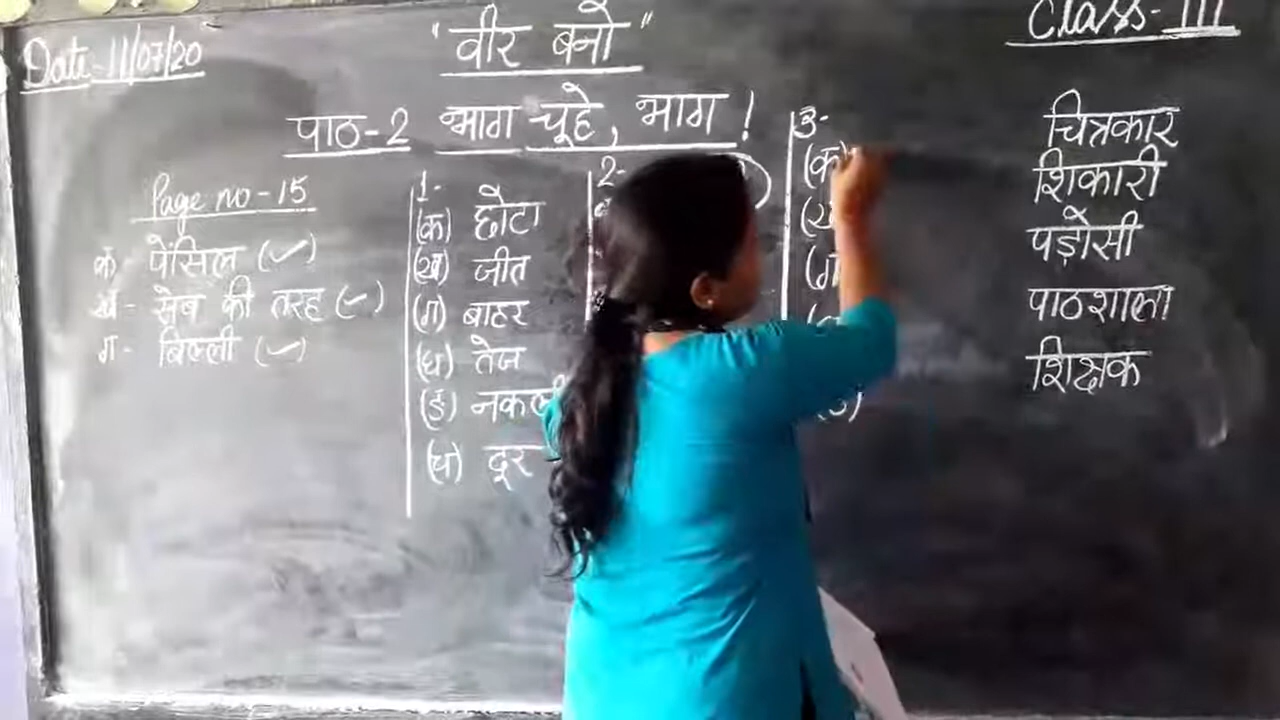 Date-11/07/20
"वीर बनो"
Class-III
पाठ-2 भाग चूहे, भाग !
Page no-15
क- पेंसिल (✓)
ख- सेब की तरह (✓)
ग- बिल्ली (✓)
1-
(क) छोटा
(ख) जीत
(ग) बाहर
(घ) तेज
(ङ) नकली
(च) दूर
2-
3-
(क)
(ख
(ग
चित्रकार
शिकारी
पड़ोसी
पाठशाला
शिक्षक